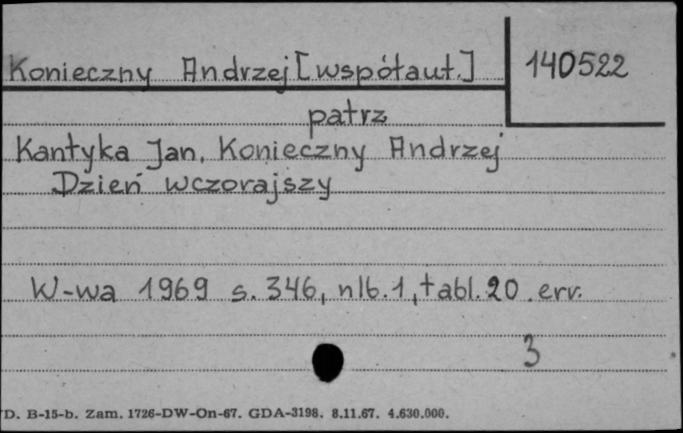 Konieczny Andrzej [współaut.] 140522
patrz
Kantyka Jan, Konieczny Andrzej
Dzień wczorajszy
W-wa 1969 s. 346, nlb. 1, tabl. 20. err.
3
D. B-15-b. Zam. 1726-DW-On-67. GDA-3198. 8.11.67. 4.630.000.